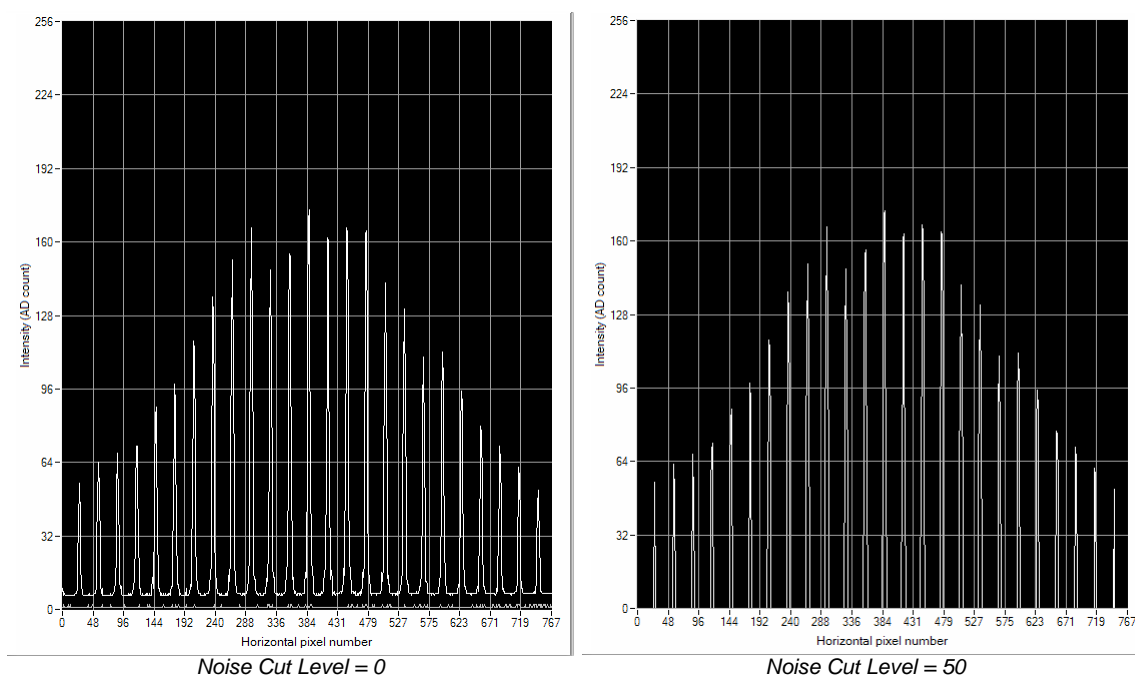 256
224
192
160
128
96
64
32
0
Intensity (AD count)
0 48 96 144 192 240 288 336 384 431 479 527 575 623 671 719 767
Horizontal pixel number
Noise Cut Level = 0
256
224
192
160
128
96
64
32
0
Intensity (AD count)
0 48 96 144 192 240 288 336 384 431 479 527 575 623 671 719 767
Horizontal pixel number
Noise Cut Level = 50